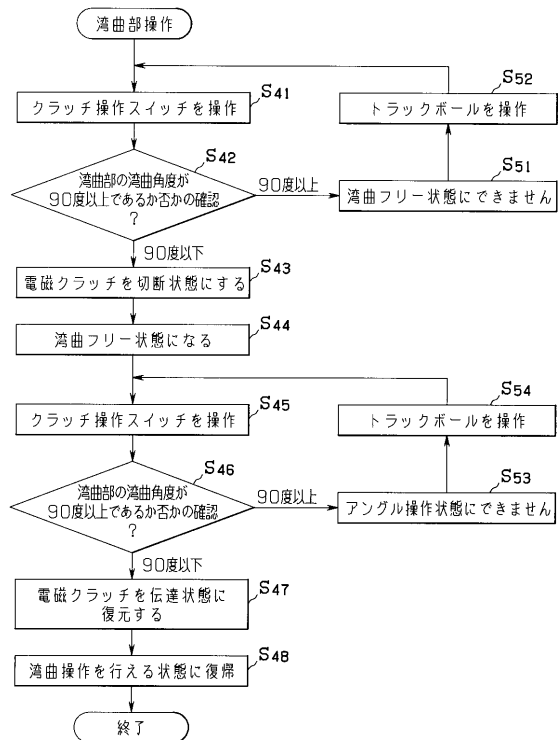 湾曲部操作
S41
クラッチ操作スイッチを操作
S52
トラックボールを操作
S42
湾曲部の湾曲角度が
90度以上であるか否かの確認
?
90度以上
S51
湾曲フリー状態にできません
90度以下
S43
電磁クラッチを切断状態にする
S44
湾曲フリー状態になる
S45
クラッチ操作スイッチを操作
S54
トラックボールを操作
S46
湾曲部の湾曲角度が
90度以上であるか否かの確認
?
90度以上
S53
アングル操作状態にできません
90度以下
S47
電磁クラッチを伝達状態に
復元する
S48
湾曲操作を行える状態に復帰
終了